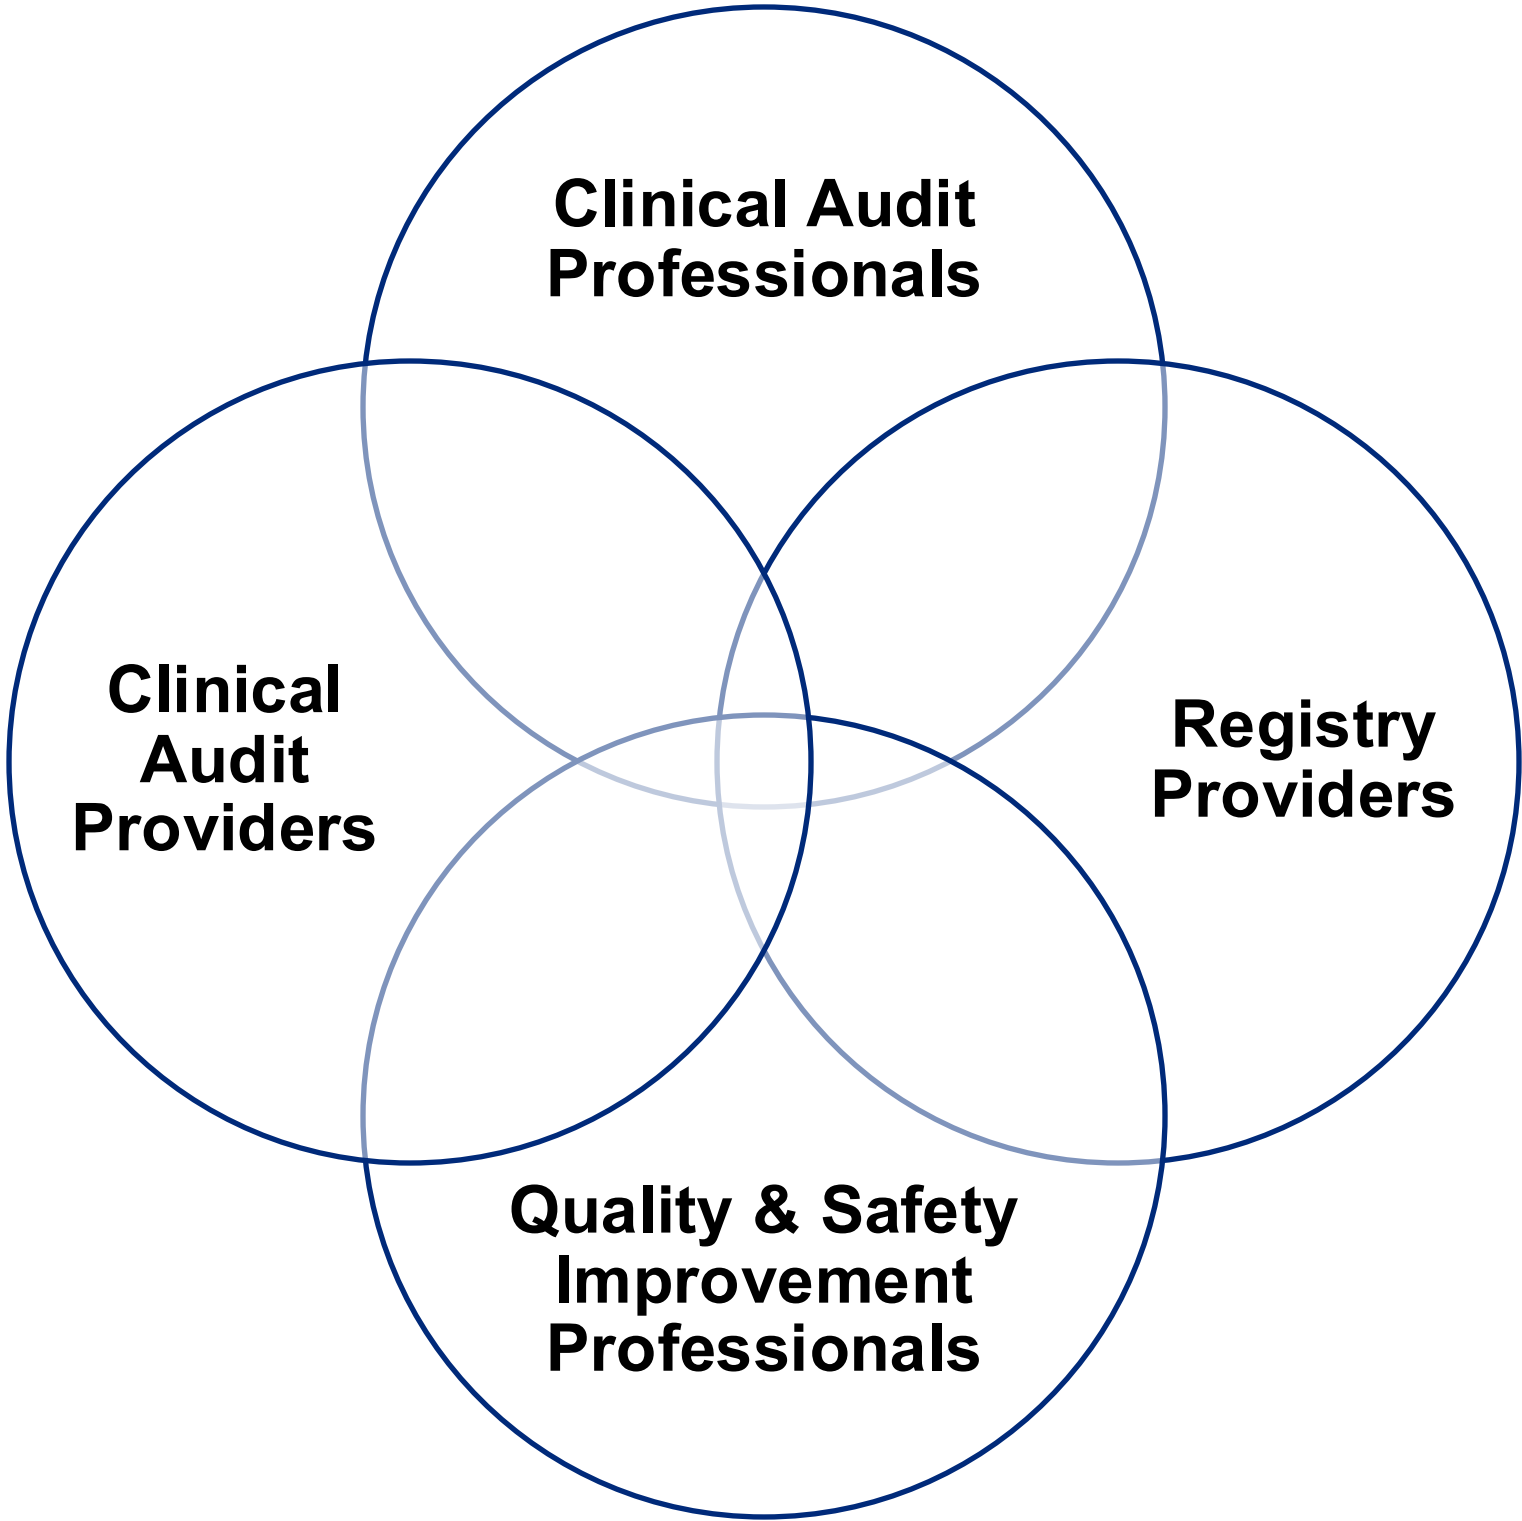 Clinical Audit
Professionals
Clinical
Audit
Providers
Registry
Providers
Quality & Safety
Improvement
Professionals